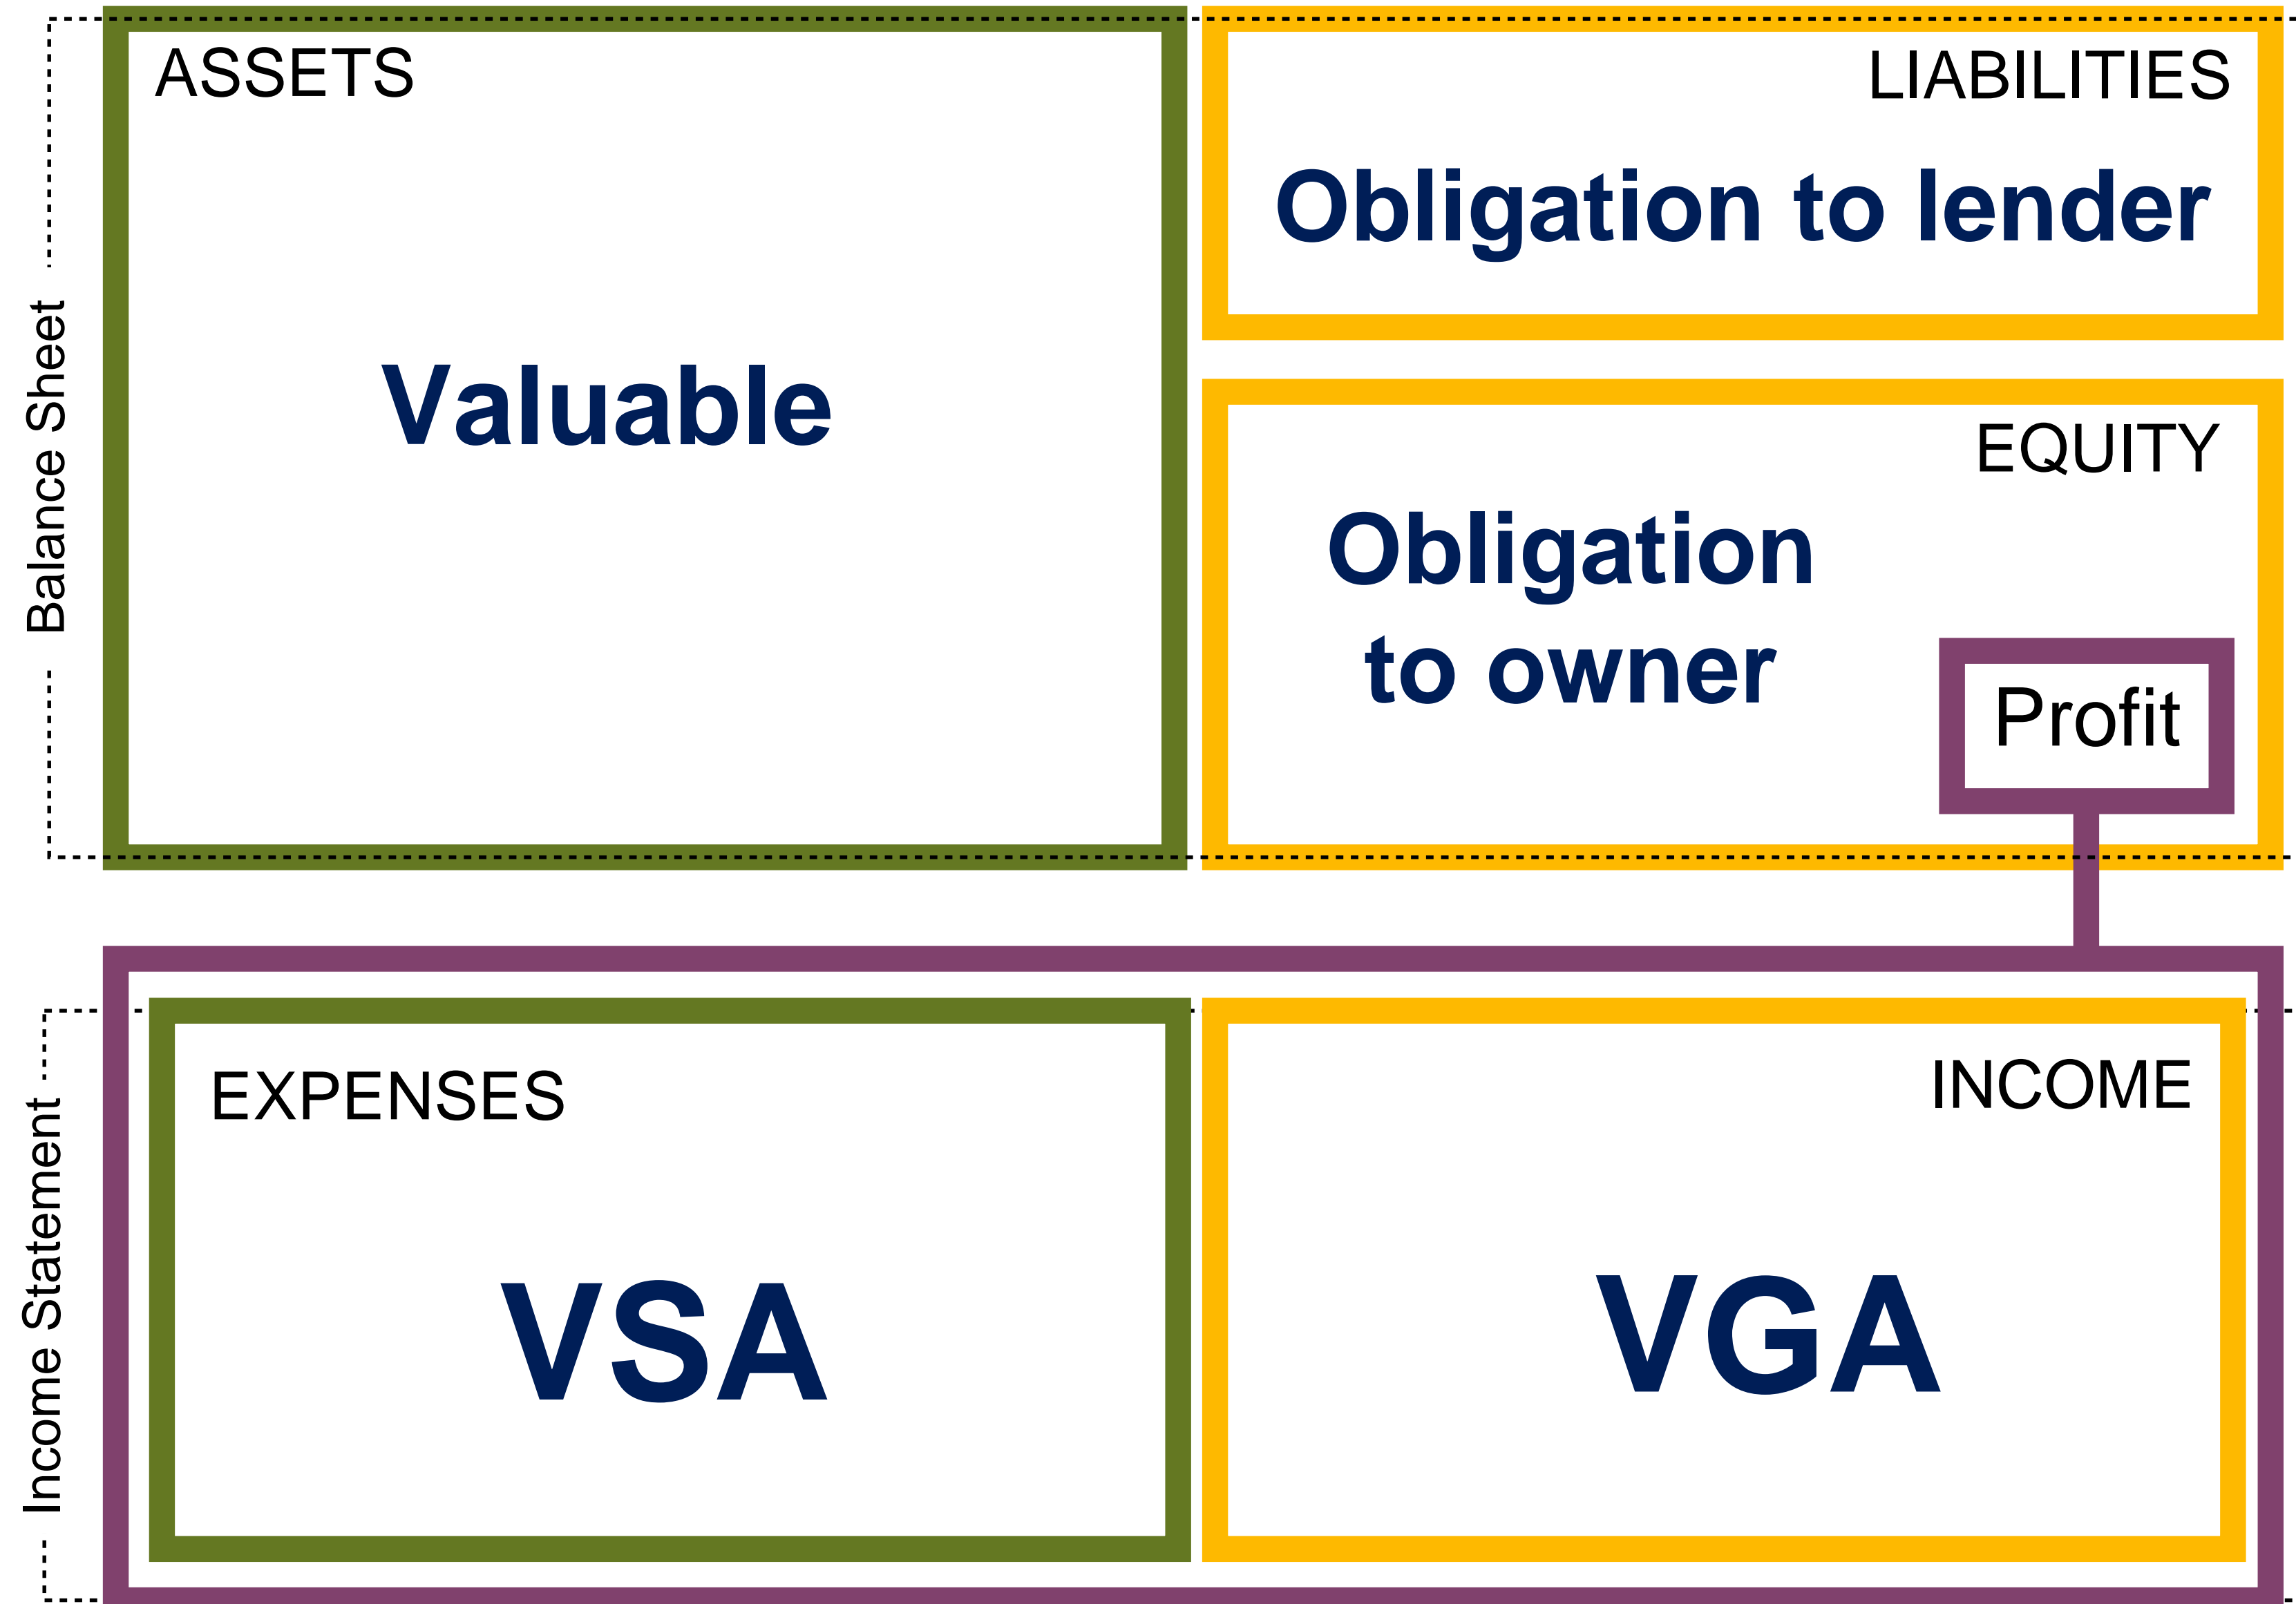 Balance Sheet
ASSETS
Valuable
LIABILITIES
Obligation to lender
EQUITY
Obligation
to owner
Profit
Income Statement
EXPENSES
VSA
INCOME
VGA